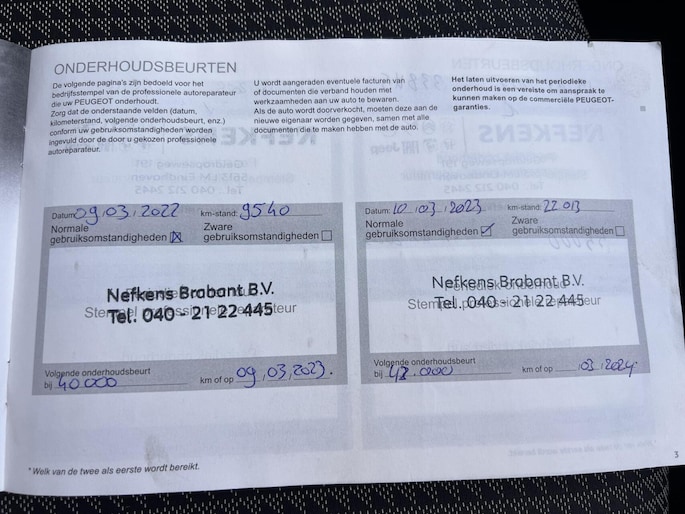 ONDERHOUDSBEURTEN
De volgende pagina's zijn bedoeld voor het
bedrijfsstempel van de professionele autoreparateur
die uw PEUGEOT onderhoudt.
Zorg dat de onderstaande velden (datum,
kilometerstand, volgende onderhoudsbeurt, enz.)
conform uw gebruiksomstandigheden worden
ingevuld door de door u gekozen professionele
autoreparateur.
U wordt aangeraden eventuele facturen van
of documenten die verband houden met
werkzaamheden aan uw auto te bewaren.
Als de auto wordt doorverkocht, moeten deze aan de
nieuwe eigenaar worden gegeven, samen met alle
documenten die te maken hebben met de auto.
Het laten uitvoeren van het periodieke
onderhoud is een vereiste om aanspraak te
kunnen maken op de commerciële PEUGEOT-
garanties.
Datum: 09,03,2022 km-stand: 9540
Normale
gebruiksomstandigheden
Zware
gebruiksomstandigheden
Nefkens Brabant B.V.
Stempel professionele reparateur
Tel. 040 - 21 22 445
Volgende onderhoudsbeurt
bij 40.000 km of op 09,03,2023.
Datum: 10,03,2023 km-stand: 22.013
Normale
gebruiksomstandigheden
Zware
gebruiksomstandigheden
Periodiek onderhoud
Nefkens Brabant B.V.
Stempel professionele reparateur
Tel. 040 - 21 22 445
Volgende onderhoudsbeurt
bij .000 km of op ,03,2024.
* Welk van de twee als eerste wordt bereikt.
3